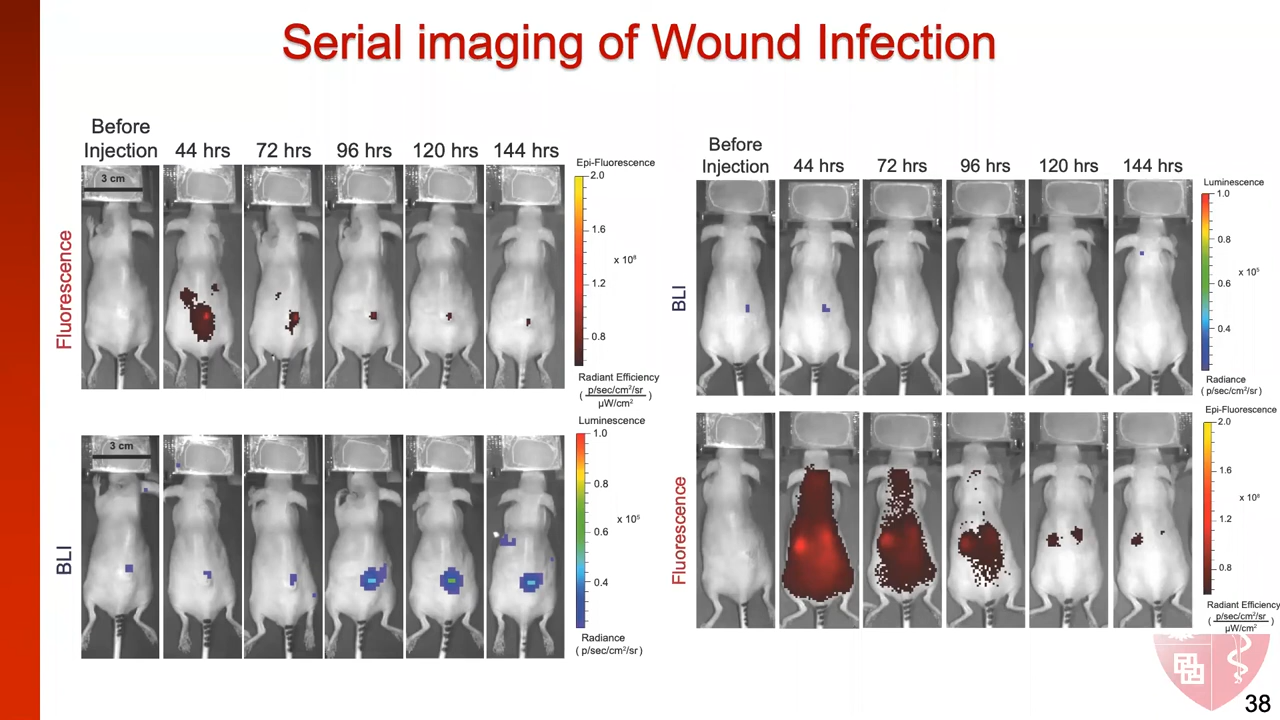 Serial imaging of Wound Infection
Before
Injection 44 hrs 72 hrs 96 hrs 120 hrs 144 hrs
3 cm
Fluorescence
Epi-Fluorescence
2.0
1.6
x 10⁸
1.2
0.8
Radiant Efficiency
( p/sec/cm²/sr
μW/cm² )
3 cm
BLI
Luminescence
1.0
0.8
x 10⁵
0.6
0.4
Radiance
( p/sec/cm²/sr )
Before
Injection 44 hrs 72 hrs 96 hrs 120 hrs 144 hrs
BLI
Luminescence
1.0
0.8
x 10⁵
0.6
0.4
Radiance
( p/sec/cm²/sr)
Fluorescence
Epi-Fluorescence
2.0
1.6
x 10⁸
1.2
0.8
Radiant Efficiency
( p/sec/cm²/sr
μW/cm² )
38